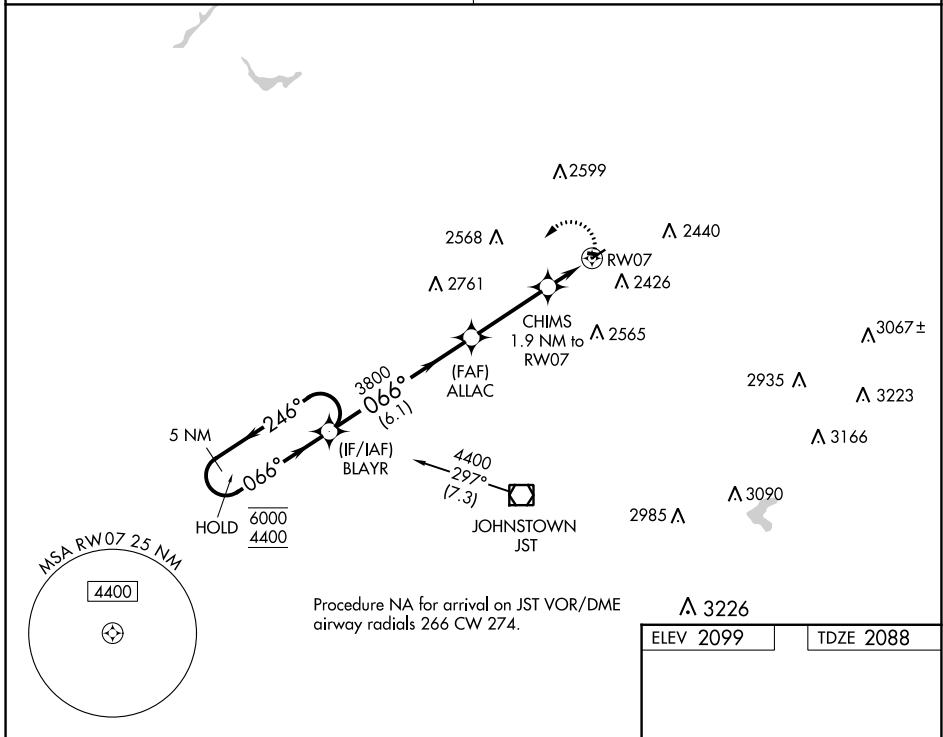 2599
2568
2440
RW07
2761
2426
CHIMS
1.9 NM to
RW07
2565
3067±
(FAF)
ALLAC
3800
066°
(6.1)
2935
3223
246°
5 NM
066°
(IF/IAF)
BLAYR
3166
4400
297°
(7.3)
HOLD
6000
4400
JOHNSTOWN
JST
3090
2985
MSA RW07 25 NM
4400
Procedure NA for arrival on JST VOR/DME
airway radials 266 CW 274.
3226
ELEV 2099
TDZE 2088